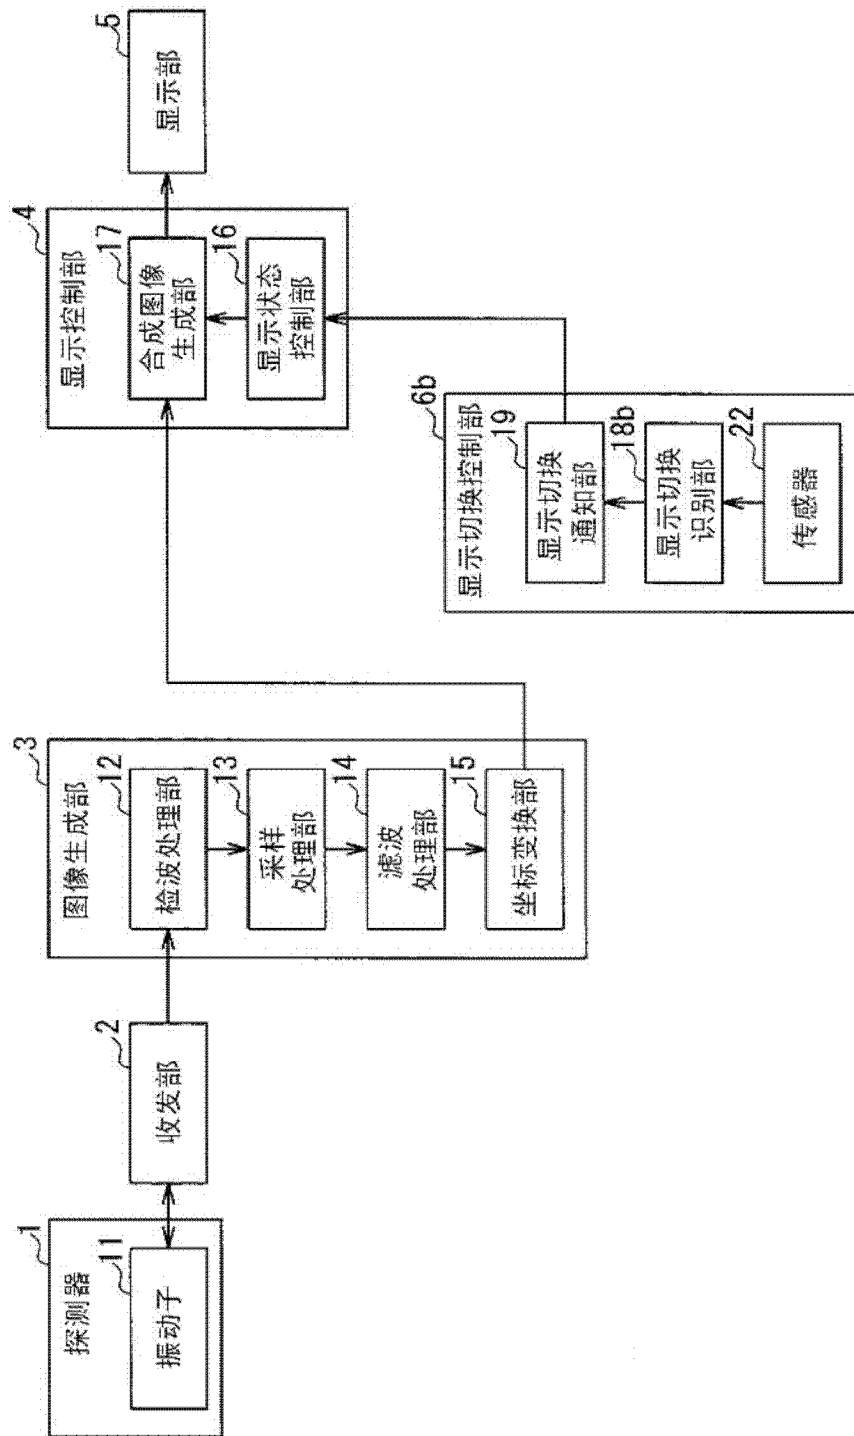 1
探测器
11
振动子
2
收发部
3
图像生成部
12
检波处理部
13
采样
处理部
14
滤波
处理部
15
坐标变换部
4
显示控制部
17
合成图像
生成部
16
显示状态
控制部
5
显示部
6b
显示切换控制部
19
显示切换
通知部
18b
显示切换
识别部
22
传感器